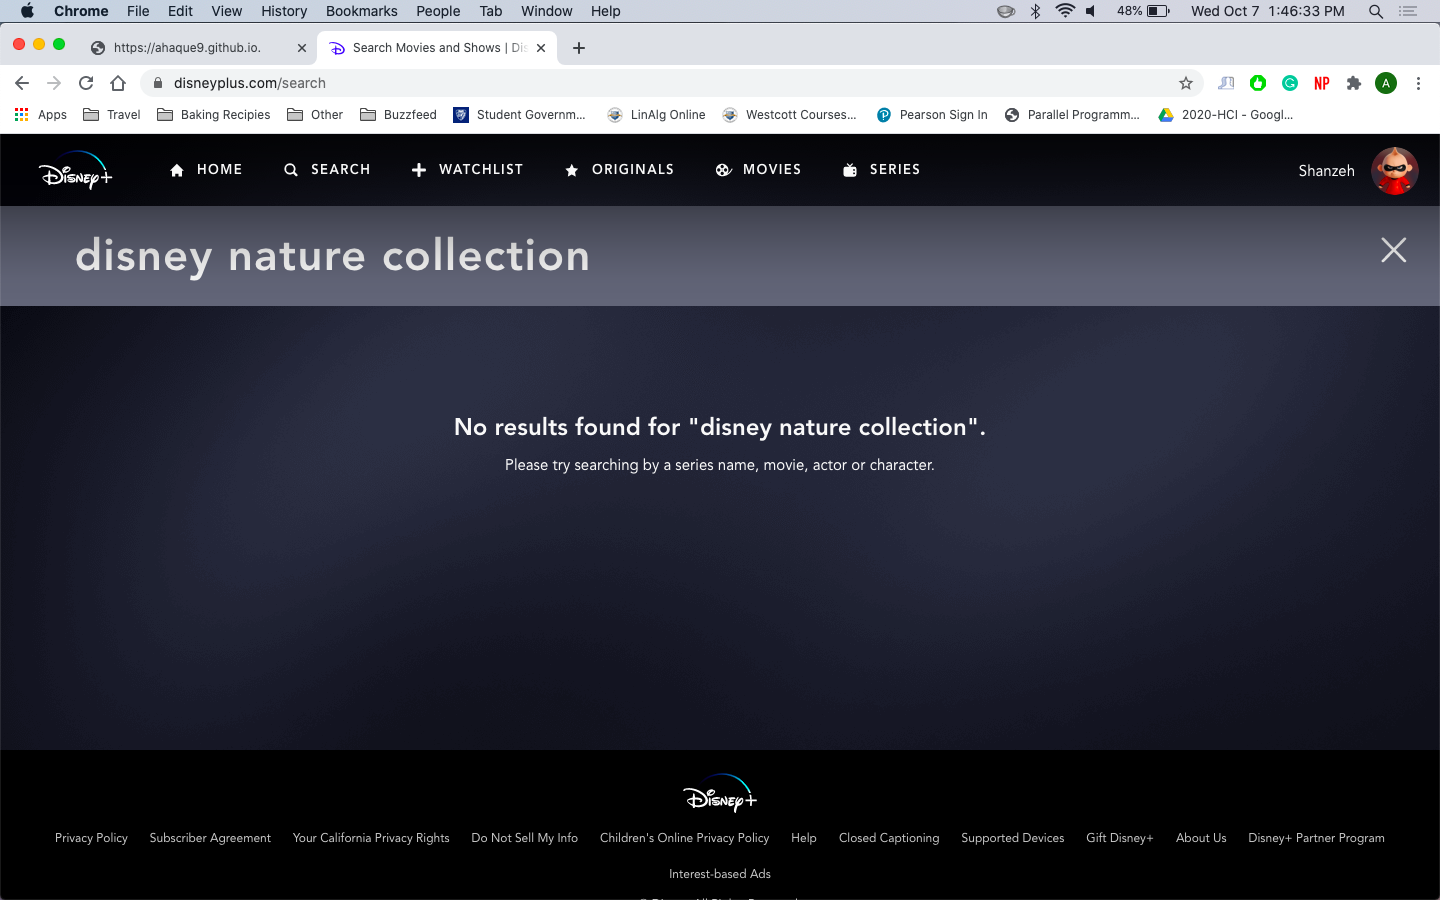 Chrome File Edit View History Bookmarks People Tab Window Help 48% Wed Oct 7 1:46:33 PM
https://ahaque9.github.io. Search Movies and Shows | Dis
disneyplus.com/search NP A
Apps Travel Baking Recipies Other Buzzfeed Student Governm... LinAlg Online Westcott Courses... Pearson Sign In Parallel Programm... 2020-HCI - Googl...
Disney+ HOME SEARCH WATCHLIST ORIGINALS MOVIES SERIES Shanzeh
disney nature collection
No results found for "disney nature collection".
Please try searching by a series name, movie, actor or character.
Disney+
Privacy Policy Subscriber Agreement Your California Privacy Rights Do Not Sell My Info Children's Online Privacy Policy Help Closed Captioning Supported Devices Gift Disney+ About Us Disney+ Partner Program
Interest-based Ads